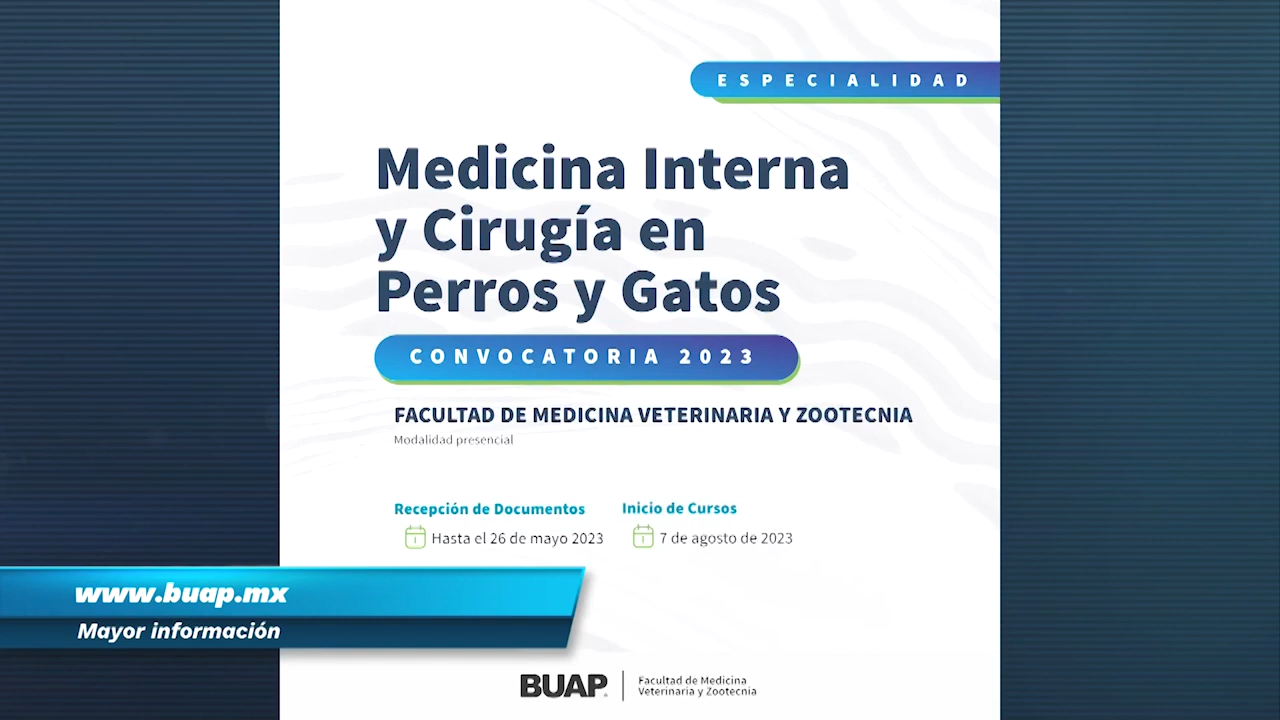 ESPECIALIDAD
Medicina Interna
y Cirugía en
Perros y Gatos
CONVOCATORIA 2023
FACULTAD DE MEDICINA VETERINARIA Y ZOOTECNIA
Modalidad presencial
Recepción de Documentos
Hasta el 26 de mayo 2023
Inicio de Cursos
7 de agosto de 2023
www.buap.mx
Mayor información
BUAP
Facultad de Medicina
Veterinaria y Zootecnia